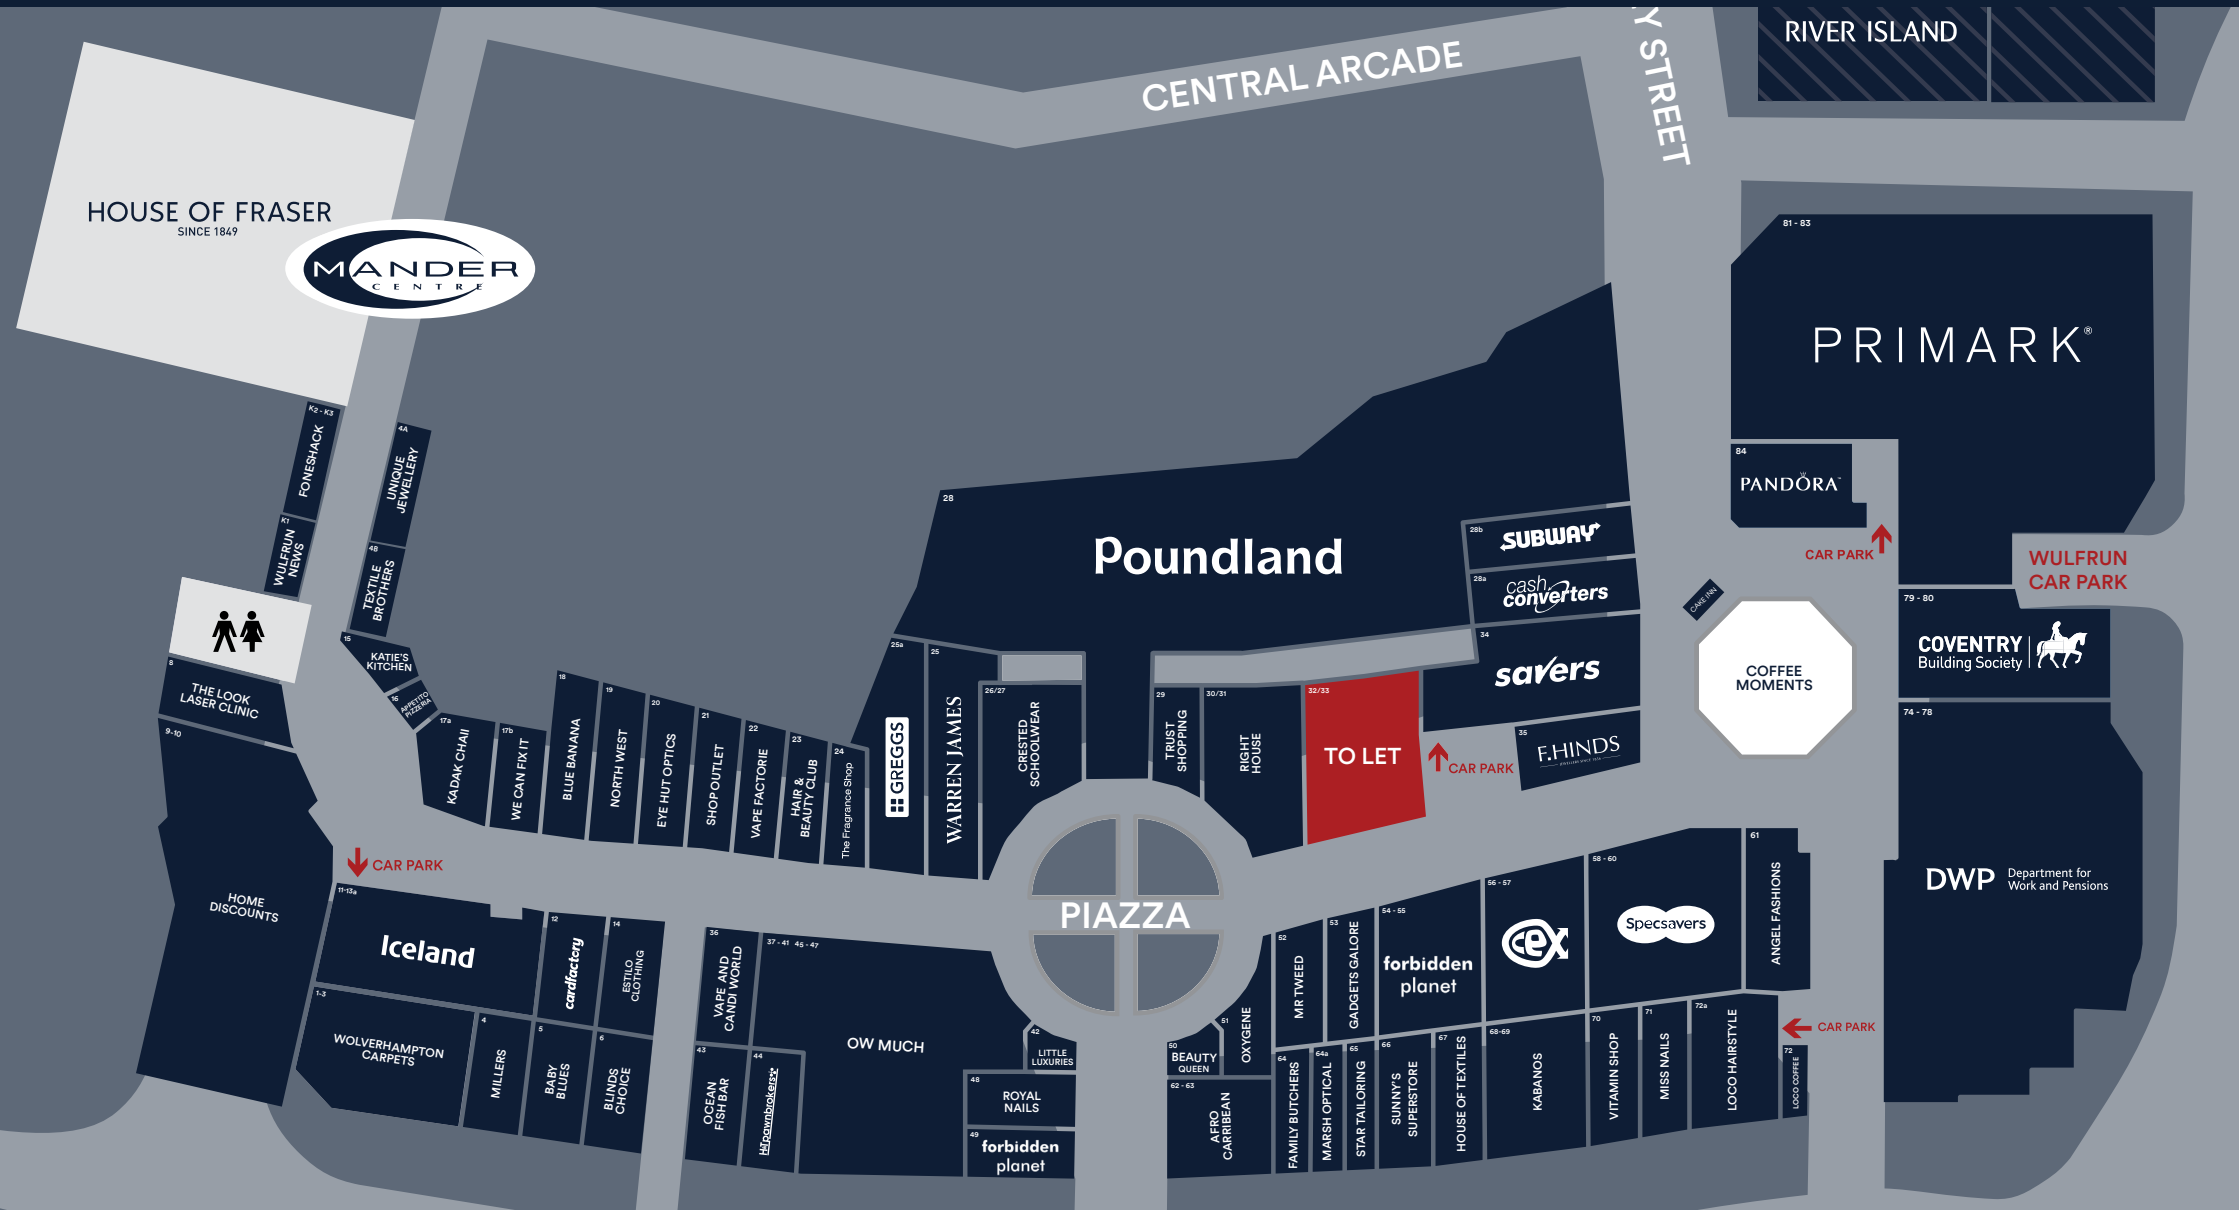 RIVER ISLAND
Y STREET
CENTRAL ARCADE
HOUSE OF FRASER
SINCE 1849
MANDER
CENTRE
81 - 83
PRIMARK®
84
PANDÖRA™
CAR PARK
WULFRUN
CAR PARK
79 - 80
COVENTRY
Building Society
74 - 78
DWP
Department for
Work and Pensions
CAKE INN
COFFEE
MOMENTS
K2 - K3
FONESHACK
K1
WULFRUN
NEWS
4A
UNIQUE
JEWELLERY
4B
TEXTILE
BROTHERS
8
THE LOOK
LASER CLINIC
9-10
HOME
DISCOUNTS
15
KATIE'S
KITCHEN
16
APPETITO
PIZZERIA
17a
KADAK CHAII
17b
WE CAN FIX IT
18
BLUE BANANA
19
NORTH WEST
20
EYE HUT OPTICS
21
SHOP OUTLET
22
VAPE FACTORIE
23
HAIR &
BEAUTY CLUB
24
The Fragrance Shop
25a
GREGGS
25
WARREN JAMES
26/27
CRESTED
SCHOOLWEAR
28
Poundland
28b
SUBWAY
28a
cash
converters
34
savers
35
F.HINDS
29
TRUST
SHOPPING
30/31
RIGHT
HOUSE
32/33
TO LET
CAR PARK
CAR PARK
PIAZZA
11-13a
Iceland
12
cardfactory
14
ESTILO
CLOTHING
1-3
WOLVERHAMPTON
CARPETS
4
MILLERS
5
BABY
BLUES
6
BLINDS
CHOICE
36
VAPE AND
CANDI WORLD
37 - 41 45 - 47
OW MUCH
43
OCEAN
FISH BAR
44
H&Tpawnbrokers
42
LITTLE
LUXURIES
48
ROYAL
NAILS
49
forbidden
planet
50
BEAUTY
QUEEN
51
OXYGENE
52
MR TWEED
53
GADGETS GALORE
54 - 55
forbidden
planet
56 - 57
cex
58 - 60
Specsavers
61
ANGEL FASHIONS
62 - 63
AFRO
CARRIBEAN
64
FAMILY BUTCHERS
64a
MARSH OPTICAL
65
STAR TAILORING
66
SUNNY'S
SUPERSTORE
67
HOUSE OF TEXTILES
68-69
KABANOS
70
VITAMIN SHOP
71
MISS NAILS
72a
LOCO HAIRSTYLE
72
LOCO COFFEE
CAR PARK